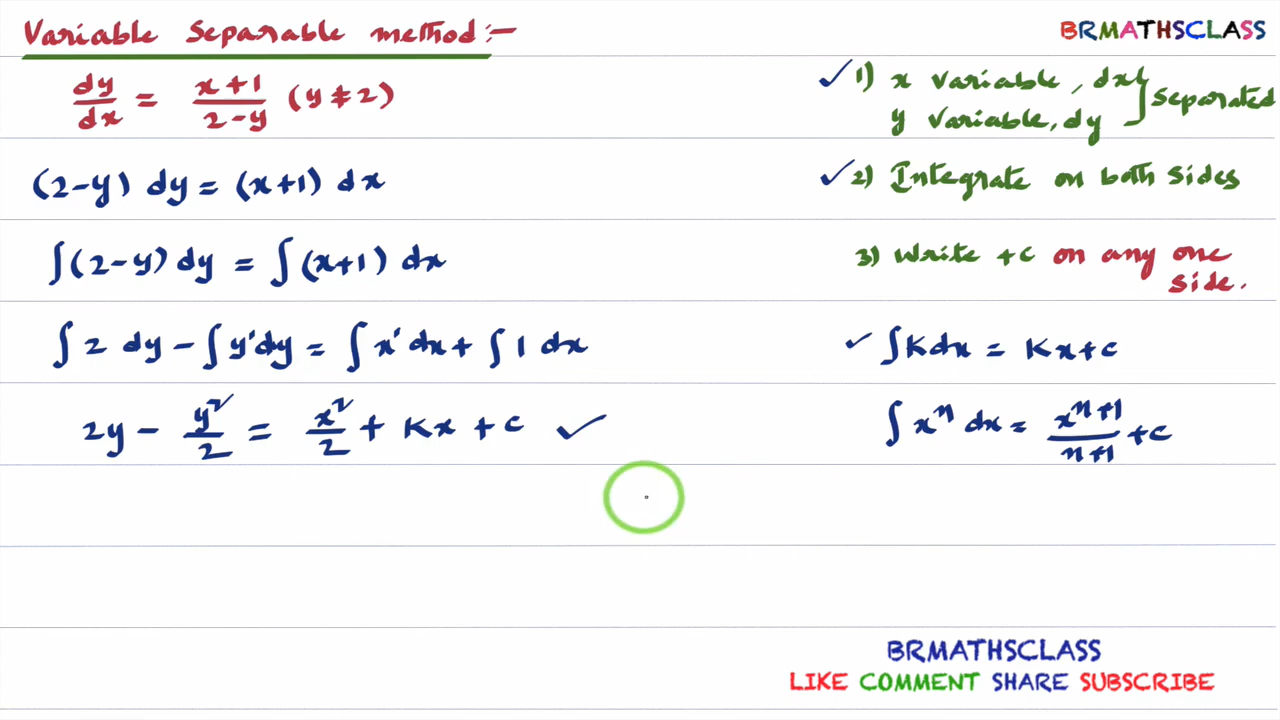 Variable Separable method:-
BRMATHSCLASS
dy/dx = x+1/2-y (y≠2)
(2-y) dy = (x+1) dx
∫(2-y) dy = ∫(x+1) dx
∫2 dy - ∫y¹dy = ∫x¹ dx + ∫1 dx
2y - y²/2 = x²/2 + Kx + c ✓
✓1) x Variable, dx
y Variable, dy } Separated
✓2) Integrate on both sides
3) Write +c on any one
side.
✓ ∫K dx = Kx+c
∫xⁿ dx = xⁿ⁺¹/n+1 + c
BRMATHSCLASS
LIKE COMMENT SHARE SUBSCRIBE